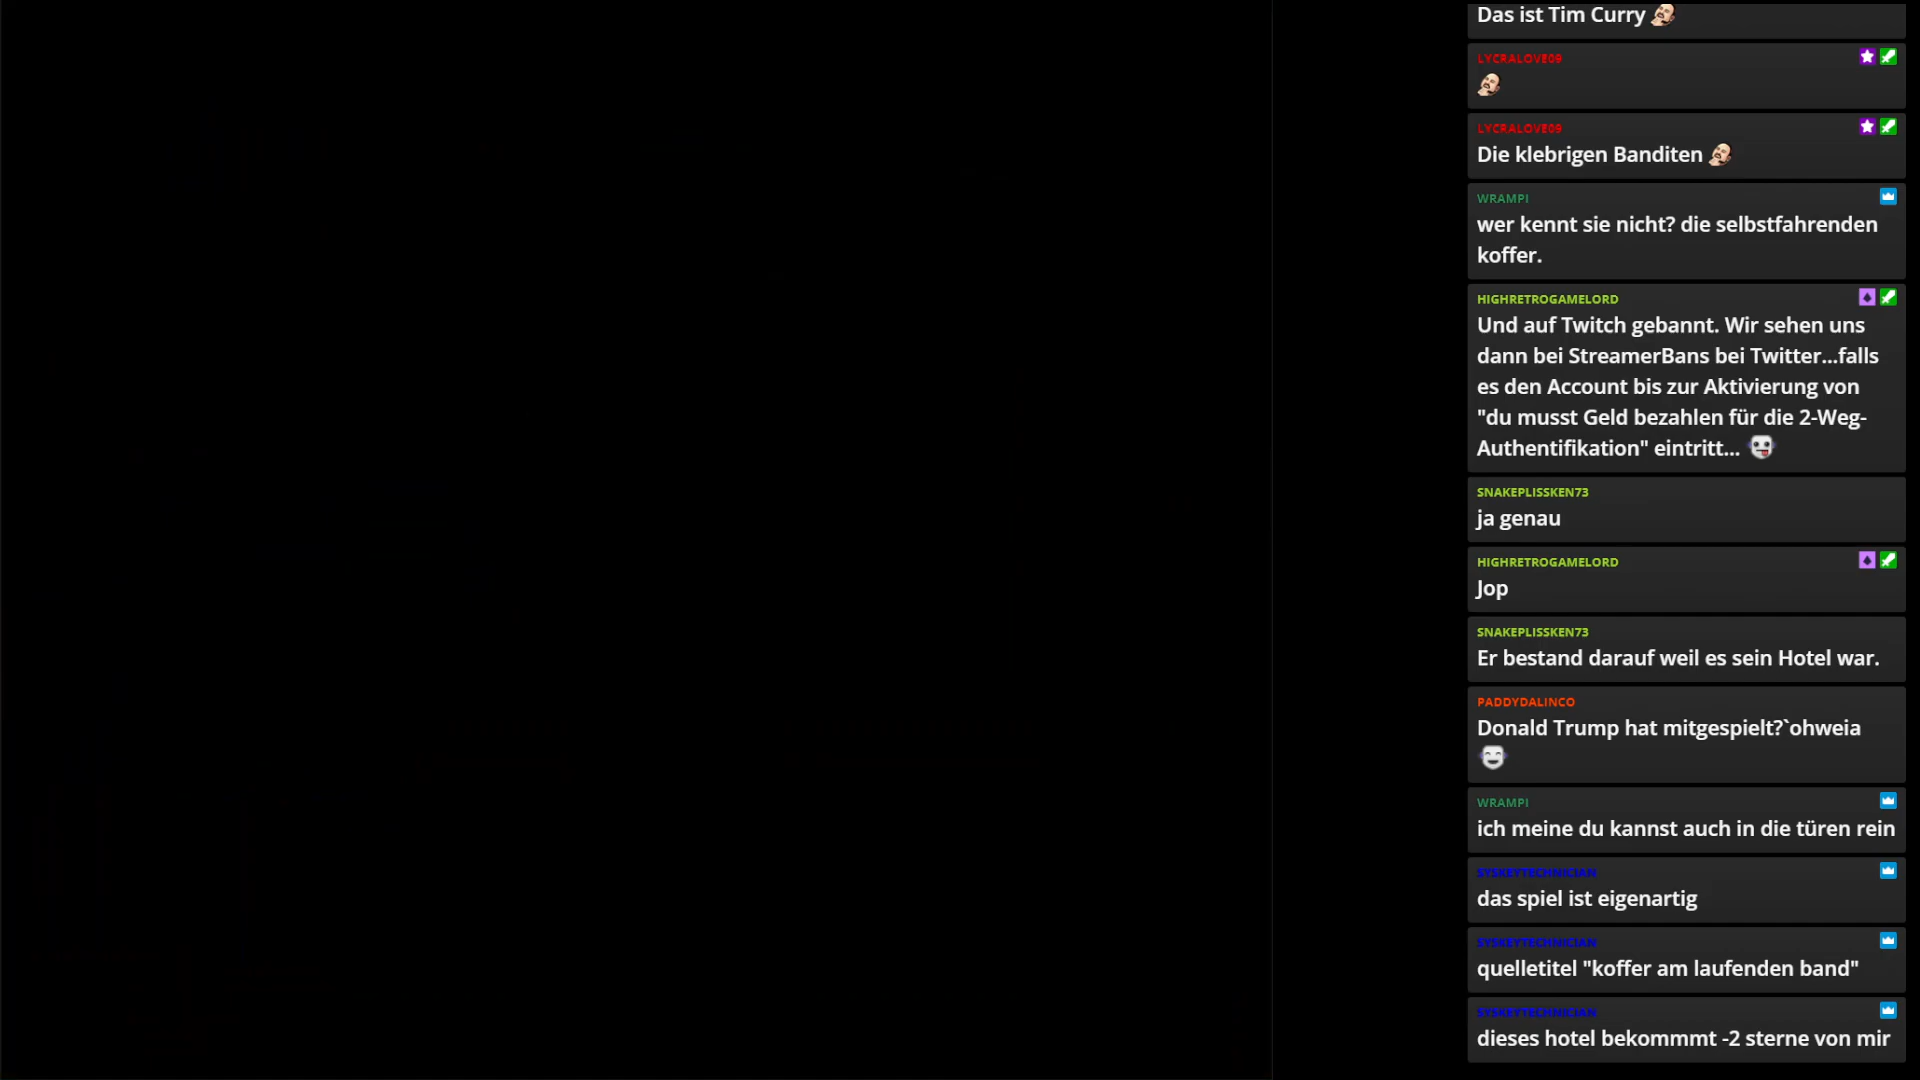 Das ist Tim Curry
LYCRALOVE09
LYCRALOVE09
Die klebrigen Banditen
WRAMPI
wer kennt sie nicht? die selbstfahrenden
koffer.
HIGHRETROGAMELORD
Und auf Twitch gebannt. Wir sehen uns
dann bei StreamerBans bei Twitter...falls
es den Account bis zur Aktivierung von
"du musst Geld bezahlen für die 2-Weg-
Authentifikation" eintritt...
SNAKEPLISSKEN73
ja genau
HIGHRETROGAMELORD
Jop
SNAKEPLISSKEN73
Er bestand darauf weil es sein Hotel war.
PADDYDALINCO
Donald Trump hat mitgespielt?`ohweia
WRAMPI
ich meine du kannst auch in die türen rein
SYSKEYTECHNICIAN
das spiel ist eigenartig
SYSKEYTECHNICIAN
quelletitel "koffer am laufenden band"
SYSKEYTECHNICIAN
dieses hotel bekommmt -2 sterne von mir